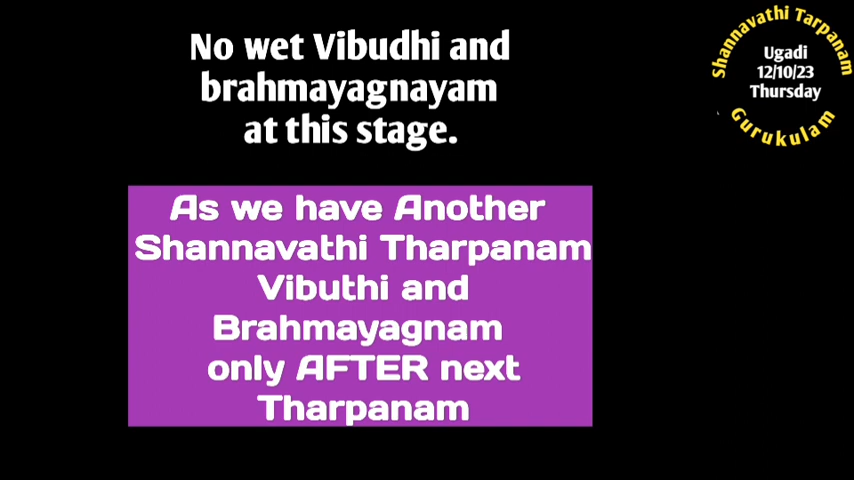 No wet Vibudhi and
brahmayagnayam
at this stage.
As we have Another
Shannavathi Tharpanam
Vibuthi and
Brahmayagnam
only AFTER next
Tharpanam
Shannavathi Tarpanam
Ugadi
12/10/23
Thursday
Gurukulam